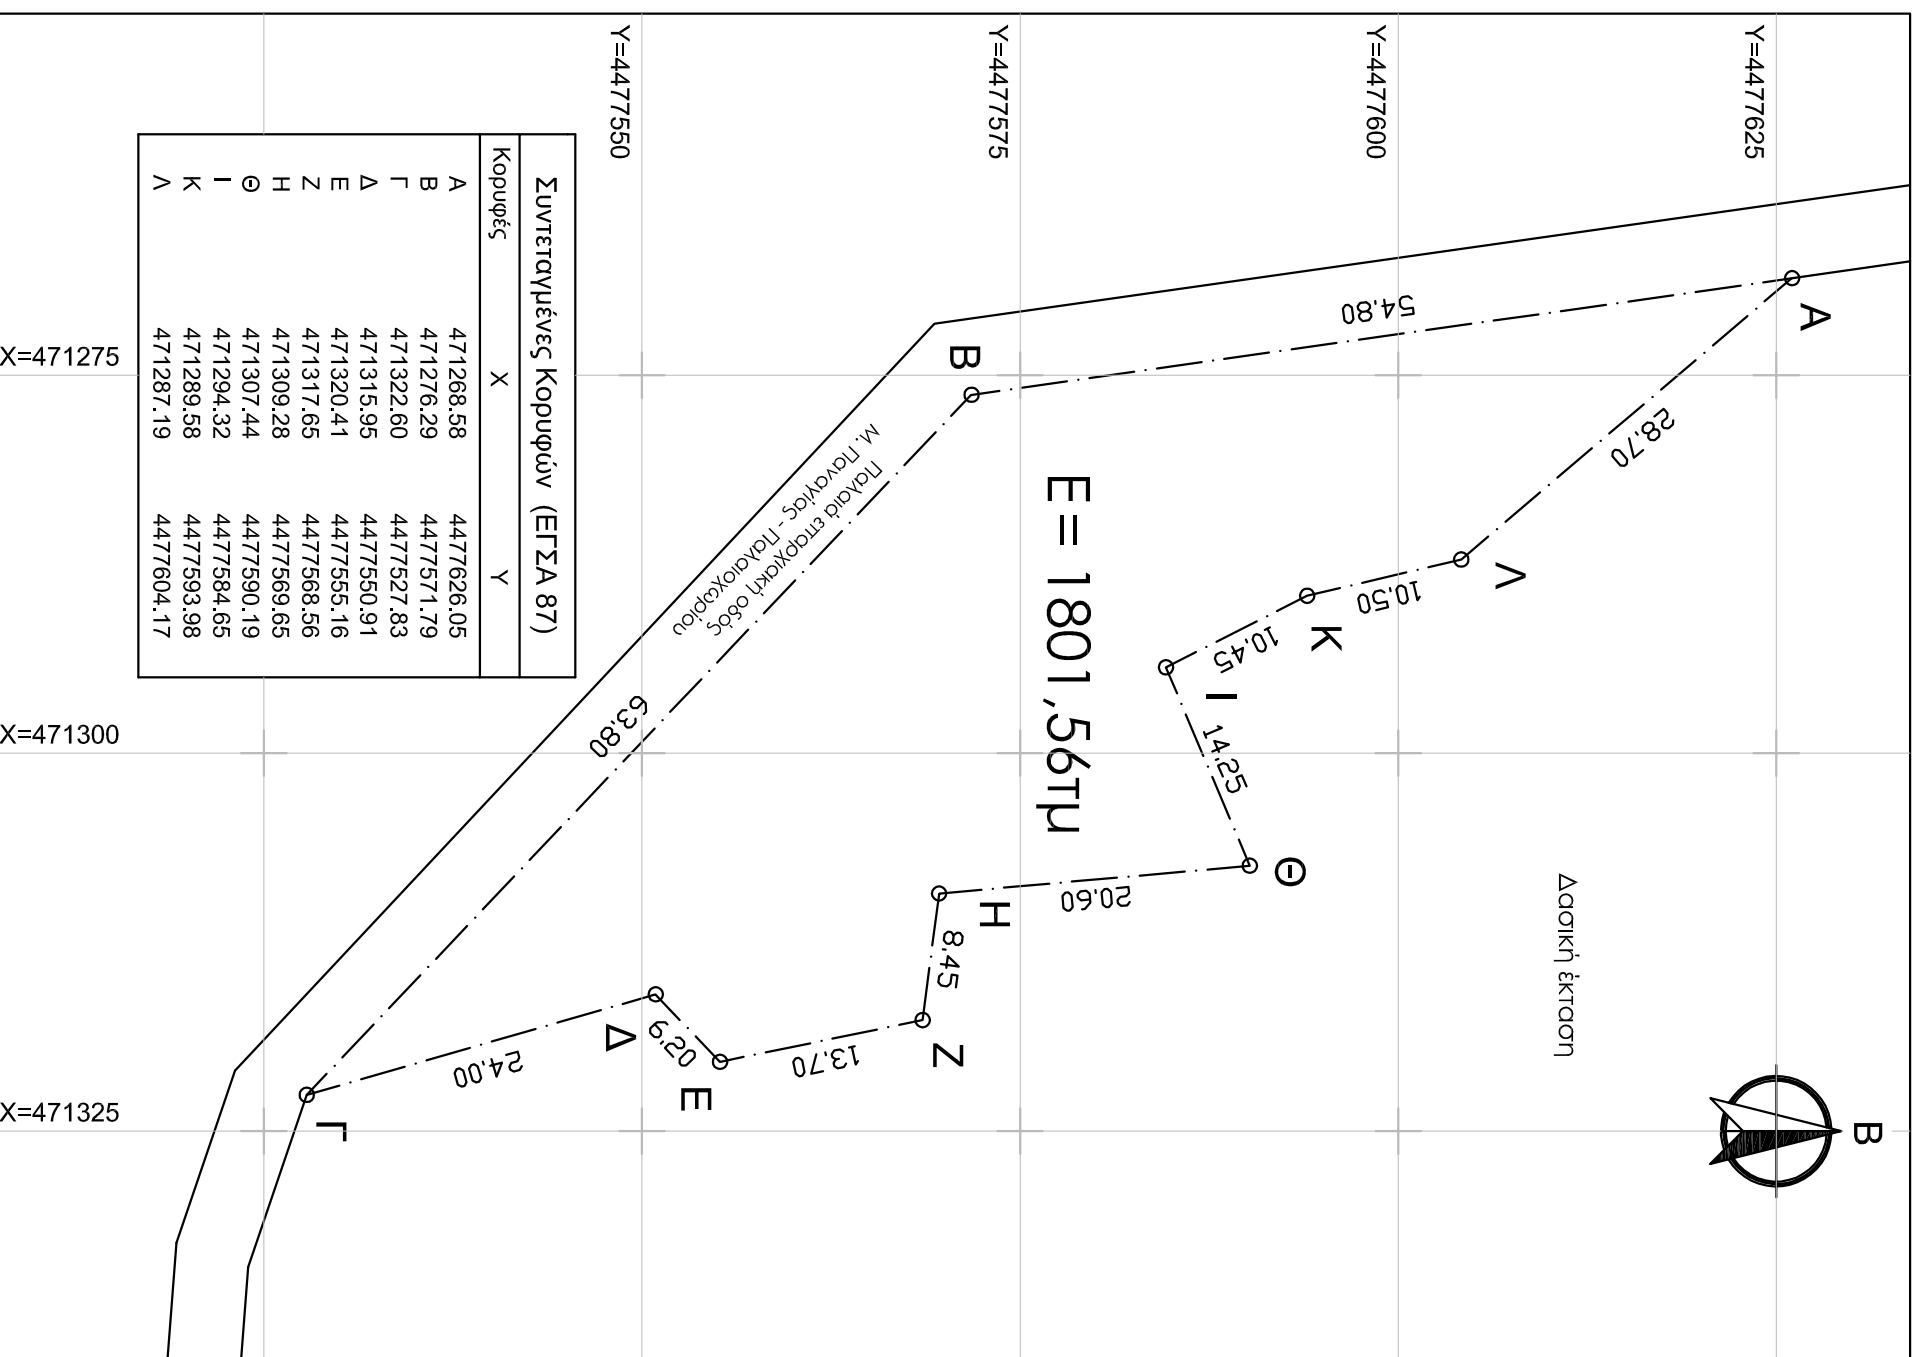 Συντεταγμένες Κορυφών (ΕΓΣΑ 87)
Κορυφές X Y
Α 471268.58 4477626.05
Β 471276.29 4477571.79
Γ 471322.60 4477527.83
Δ 471315.95 4477550.91
Ε 471320.41 4477555.16
Ζ 471317.65 4477568.56
Η 471309.28 4477569.65
Θ 471307.44 4477590.19
Ι 471294.32 4477584.65
Κ 471289.58 4477593.98
Λ 471287.19 4477604.17
Y=4477625
Y=4477600
Y=4477575
Y=4477550
X=471275
X=471300
X=471325
Β
Δασική έκταση
Α
28.70
54.80
Λ
10.50
Κ
10.45
Ι
14.25
Θ
20.60
Ε= 1801,56τμ
Β
Η
8.45
Ζ
13.70
Ε
6.20
Δ
24.00
Γ
63.80
Παλαιά επαρχιακή οδός
Μ. Παναγίας - Παλαιοχωρίου